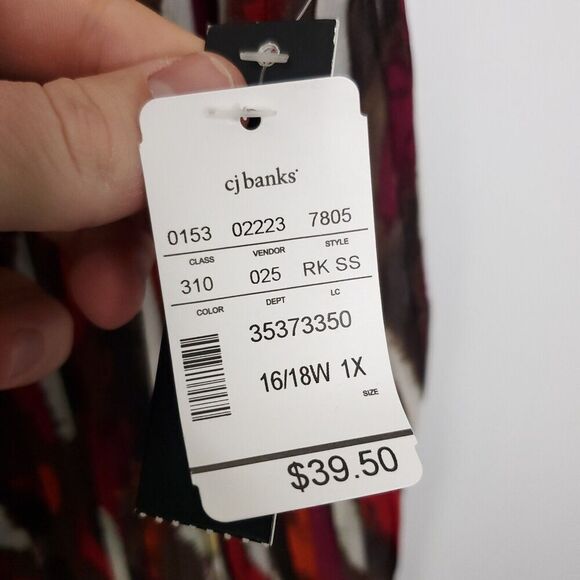 cj banks
0153 02223 7805
CLASS VENDOR STYLE
310 025 RK SS
COLOR DEPT LC
35373350
16/18W 1X
SIZE
$39.50